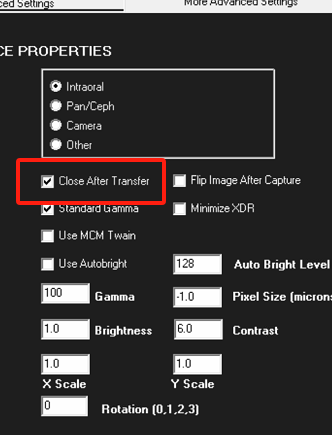 ced Settings
More Advanced Settings
CE PROPERTIES
Intraoral
Pan/Ceph
Camera
Other
Close After Transfer
Flip Image After Capture
Standard Gamma
Minimize XDR
Use MCM Twain
Use Autobright
128
Auto Bright Level
100
Gamma
-1.0
Pixel Size (microns
1.0
Brightness
6.0
Contrast
1.0
1.0
X Scale
Y Scale
0
Rotation (0,1,2,3)